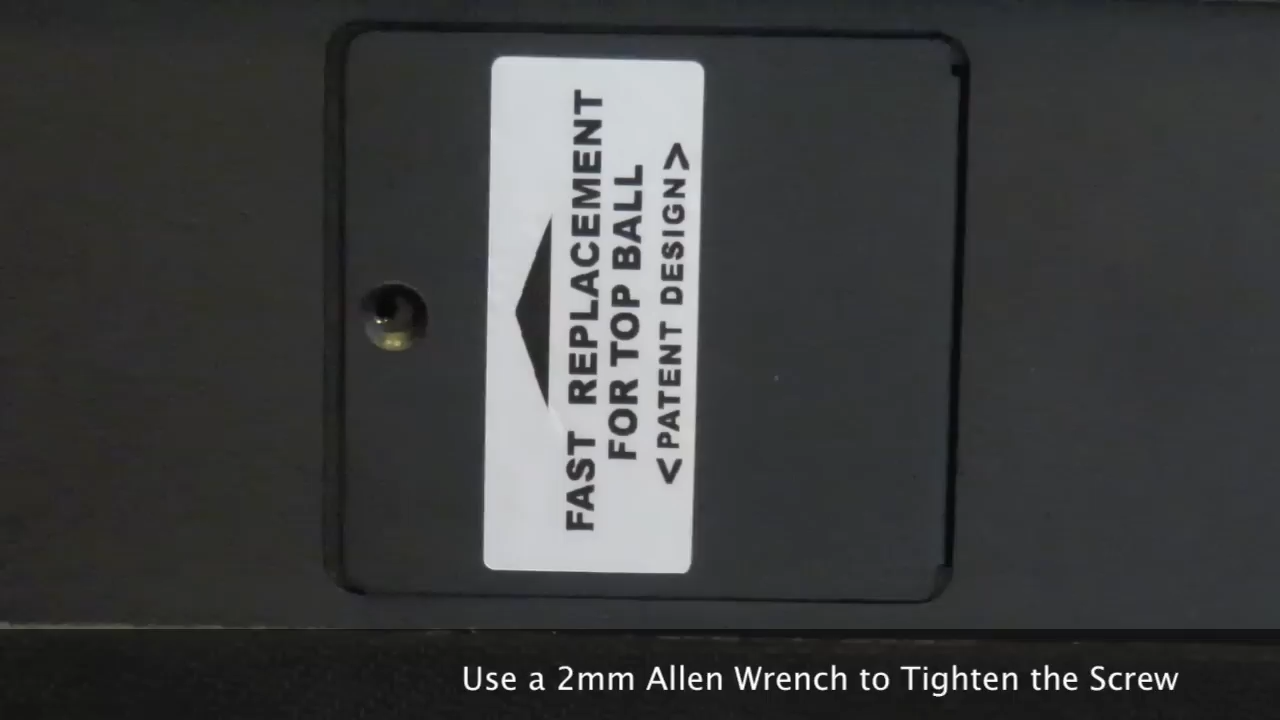 FAST REPLACEMENT
FOR TOP BALL
<PATENT DESIGN>
Use a 2mm Allen Wrench to Tighten the Screw